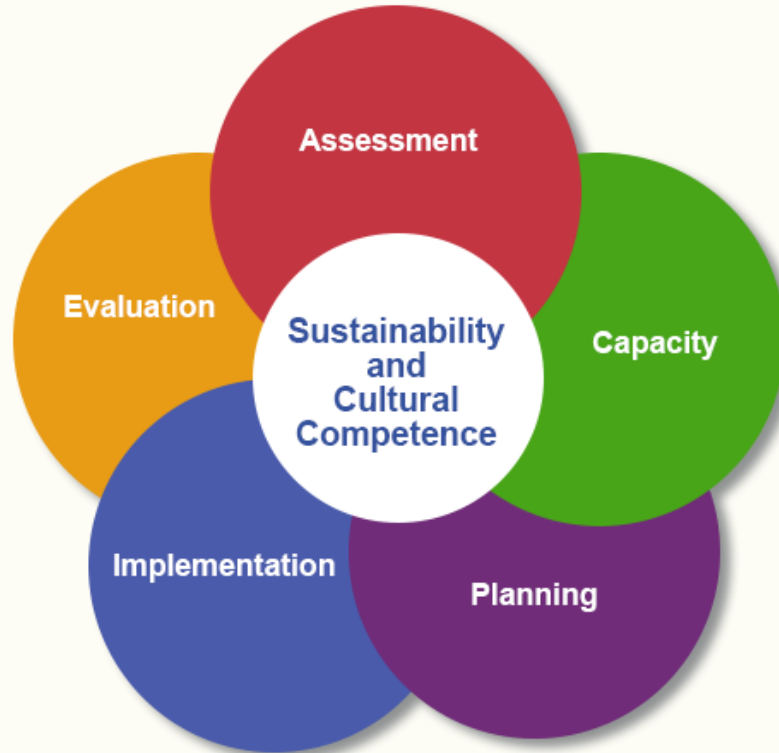 Assessment
Capacity
Planning
Implementation
Evaluation
Sustainability
and
Cultural
Competence